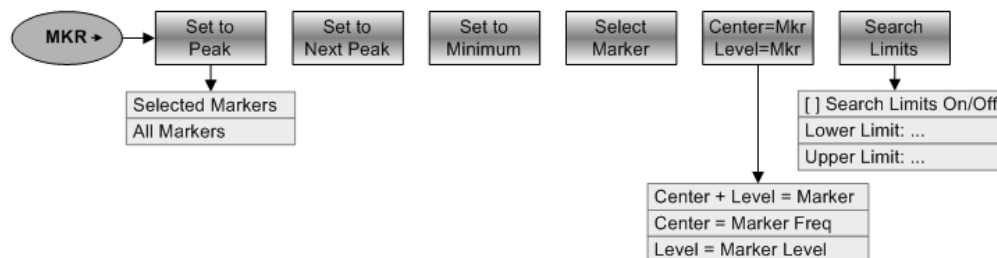 MKR →
Set to
Peak
Set to
Next Peak
Set to
Minimum
Select
Marker
Center=Mkr
Level=Mkr
Search
Limits
Selected Markers
All Markers
[ ] Search Limits On/Off
Lower Limit: ...
Upper Limit: ...
Center + Level = Marker
Center = Marker Freq
Level = Marker Level